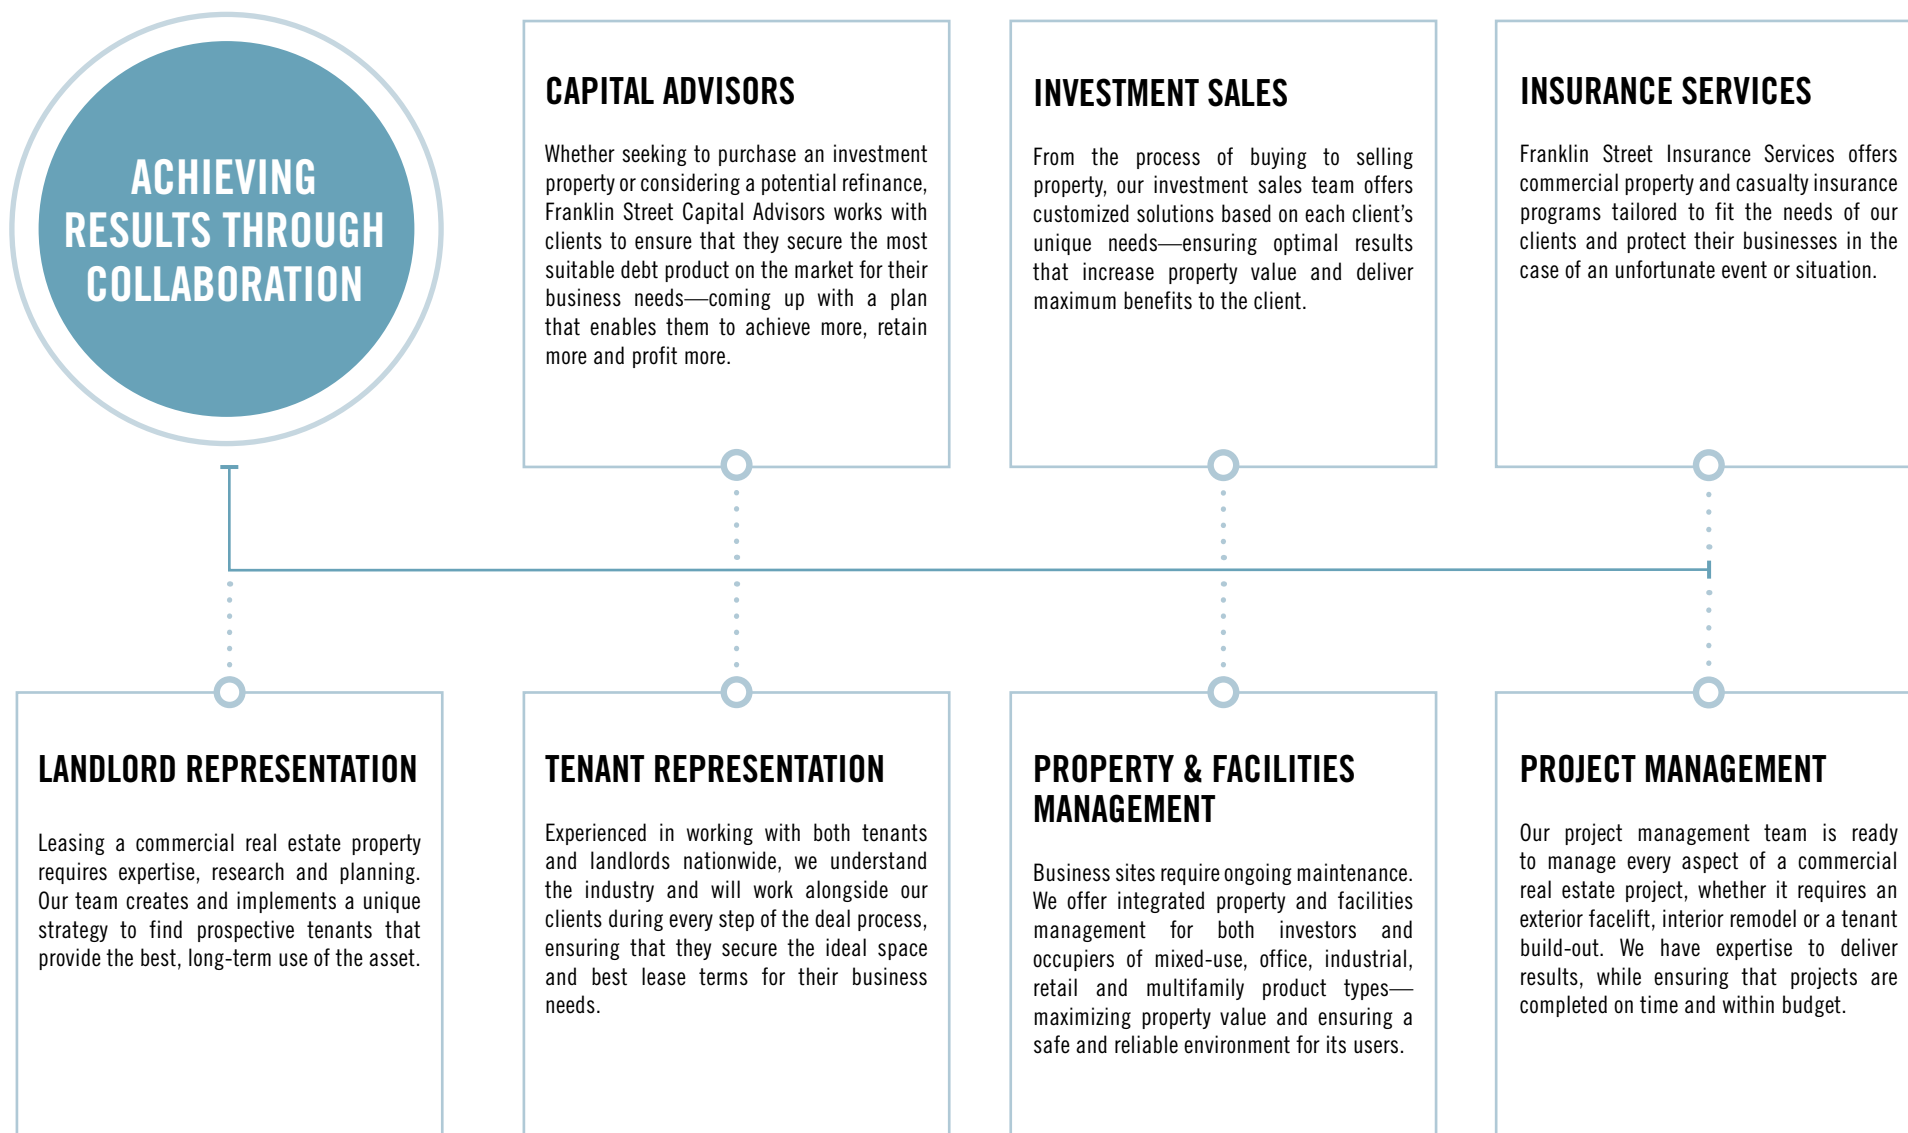 ACHIEVING
RESULTS THROUGH
COLLABORATION
CAPITAL ADVISORS
Whether seeking to purchase an investment
property or considering a potential refinance,
Franklin Street Capital Advisors works with
clients to ensure that they secure the most
suitable debt product on the market for their
business needs—coming up with a plan
that enables them to achieve more, retain
more and profit more.
INVESTMENT SALES
From the process of buying to selling
property, our investment sales team offers
customized solutions based on each client’s
unique needs—ensuring optimal results
that increase property value and deliver
maximum benefits to the client.
INSURANCE SERVICES
Franklin Street Insurance Services offers
commercial property and casualty insurance
programs tailored to fit the needs of our
clients and protect their businesses in the
case of an unfortunate event or situation.
LANDLORD REPRESENTATION
Leasing a commercial real estate property
requires expertise, research and planning.
Our team creates and implements a unique
strategy to find prospective tenants that
provide the best, long-term use of the asset.
TENANT REPRESENTATION
Experienced in working with both tenants
and landlords nationwide, we understand
the industry and will work alongside our
clients during every step of the deal process,
ensuring that they secure the ideal space
and best lease terms for their business
needs.
PROPERTY & FACILITIES
MANAGEMENT
Business sites require ongoing maintenance.
We offer integrated property and facilities
management for both investors and
occupiers of mixed-use, office, industrial,
retail and multifamily product types—
maximizing property value and ensuring a
safe and reliable environment for its users.
PROJECT MANAGEMENT
Our project management team is ready
to manage every aspect of a commercial
real estate project, whether it requires an
exterior facelift, interior remodel or a tenant
build-out. We have expertise to deliver
results, while ensuring that projects are
completed on time and within budget.